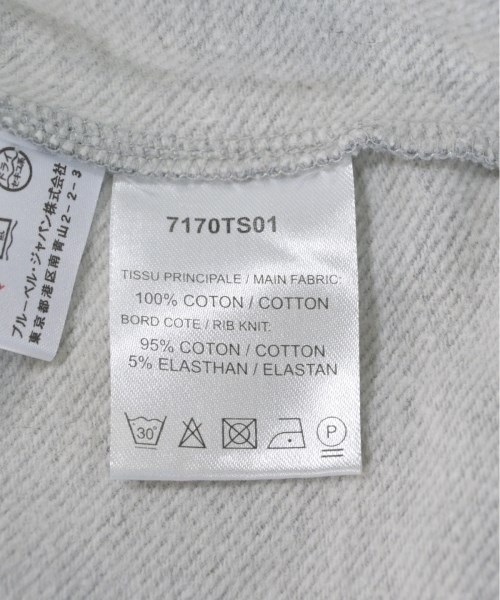 7170TS01
TISSU PRINCIPALE / MAIN FABRIC:
100% COTON / COTTON
BORD COTE / RIB KNIT:
95% COTON / COTTON
5% ELASTHAN / ELASTAN
30°
P
ブルーベル・ジャパン株式会社
東京都港区南青山2-2-3